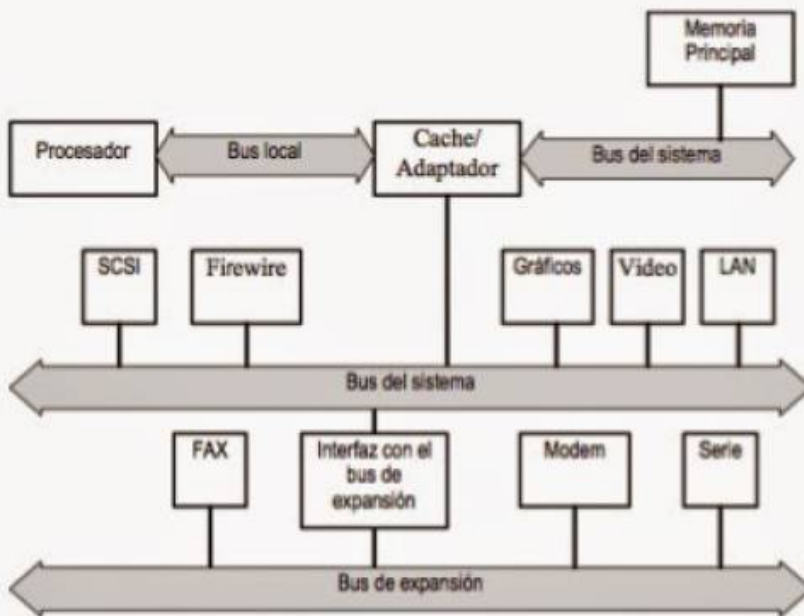 Memoria
Principal
Procesador
Bus local
Cache/
Adaptador
Bus del sistema
SCSI
Firewire
Gráficos
Video
LAN
Bus del sistema
FAX
Interfaz con el
bus de
expansión
Modem
Serie
Bus de expansión